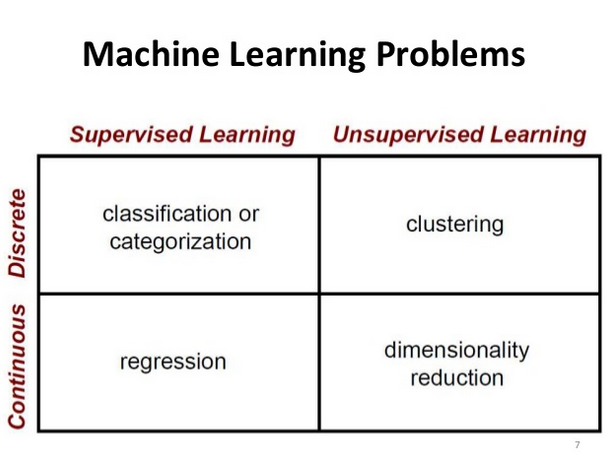 Machine Learning Problems
Supervised Learning
Unsupervised Learning
Discrete
classification or
categorization
clustering
Continuous
regression
dimensionality
reduction
7